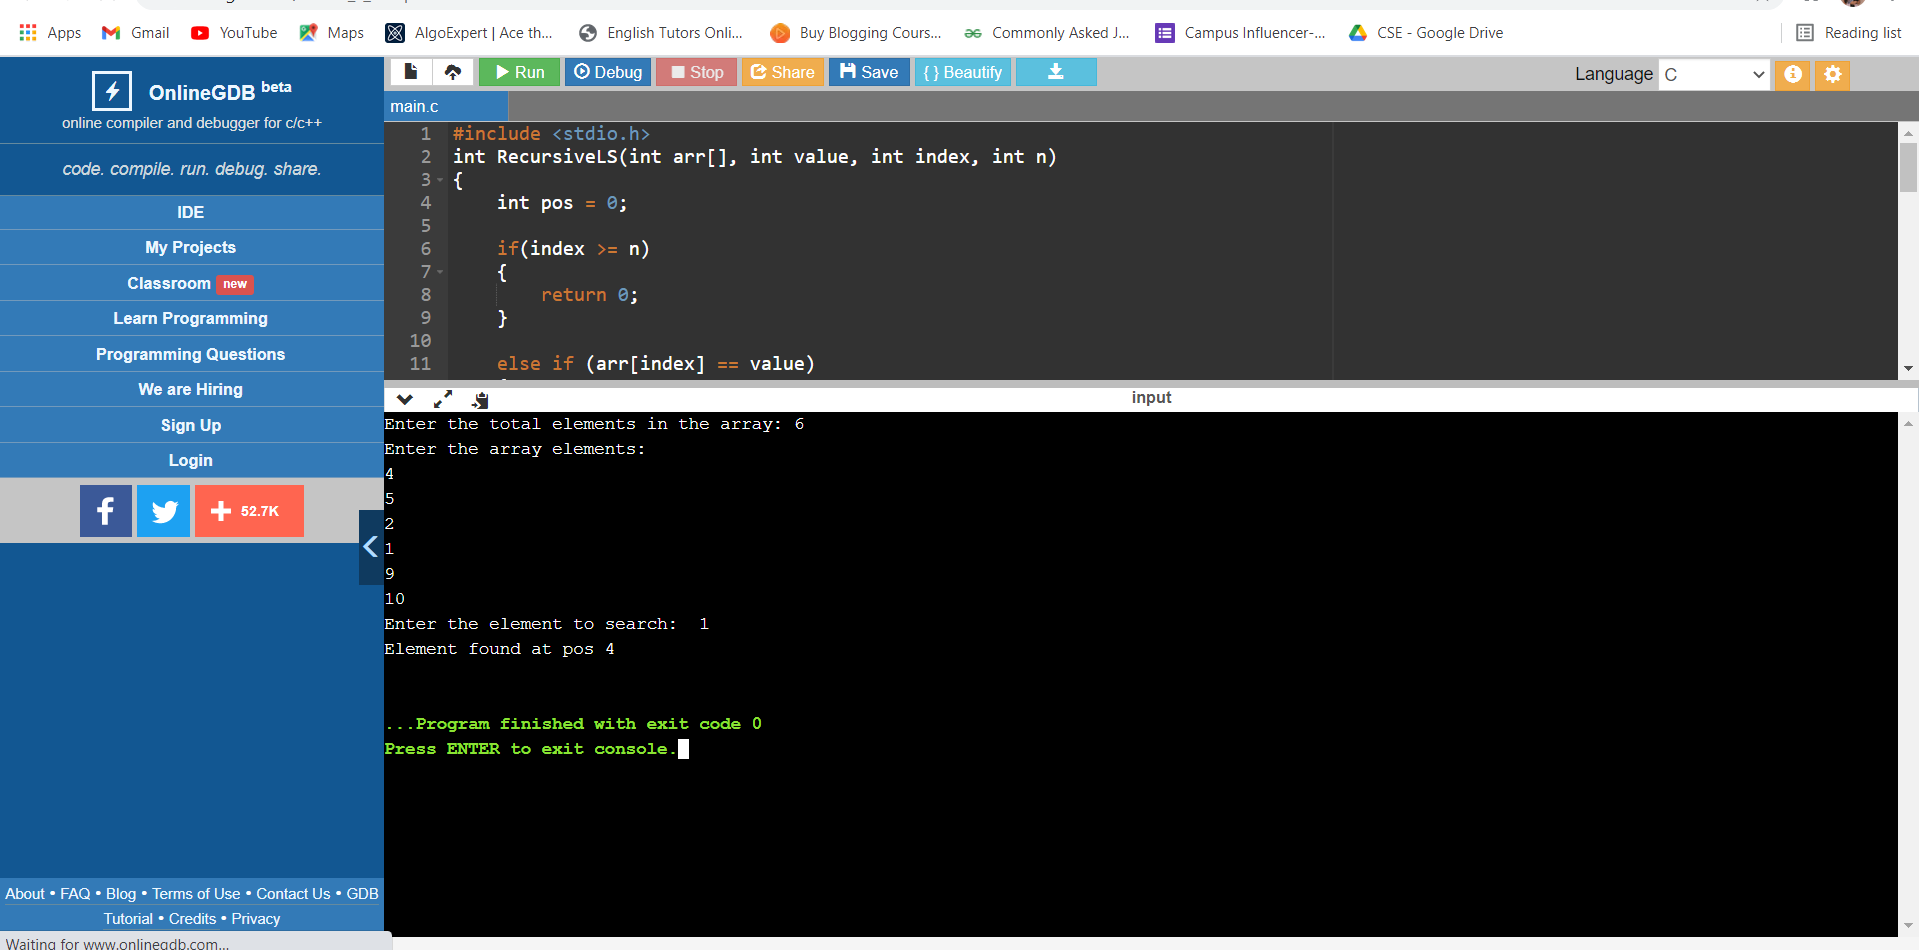 Apps Gmail YouTube Maps AlgoExpert | Ace th... English Tutors Onli... Buy Blogging Cours... Commonly Asked J... Campus Influencer-... CSE - Google Drive Reading list
OnlineGDB beta
online compiler and debugger for c/c++
code. compile. run. debug. share.
IDE
My Projects
Classroom new
Learn Programming
Programming Questions
We are Hiring
Sign Up
Login
52.7K
About • FAQ • Blog • Terms of Use • Contact Us • GDB
Tutorial • Credits • Privacy
Waiting for www.onlinegdb.com...
Run Debug Stop Share Save { } Beautify Language C
main.c
1 #include <stdio.h>
2 int RecursiveLS(int arr[], int value, int index, int n)
3 {
4 int pos = 0;
5
6 if(index >= n)
7 {
8 return 0;
9 }
10
11 else if (arr[index] == value)
input
Enter the total elements in the array: 6
Enter the array elements:
4
5
2
1
9
10
Enter the element to search:  1
Element found at pos 4
...Program finished with exit code 0
Press ENTER to exit console.